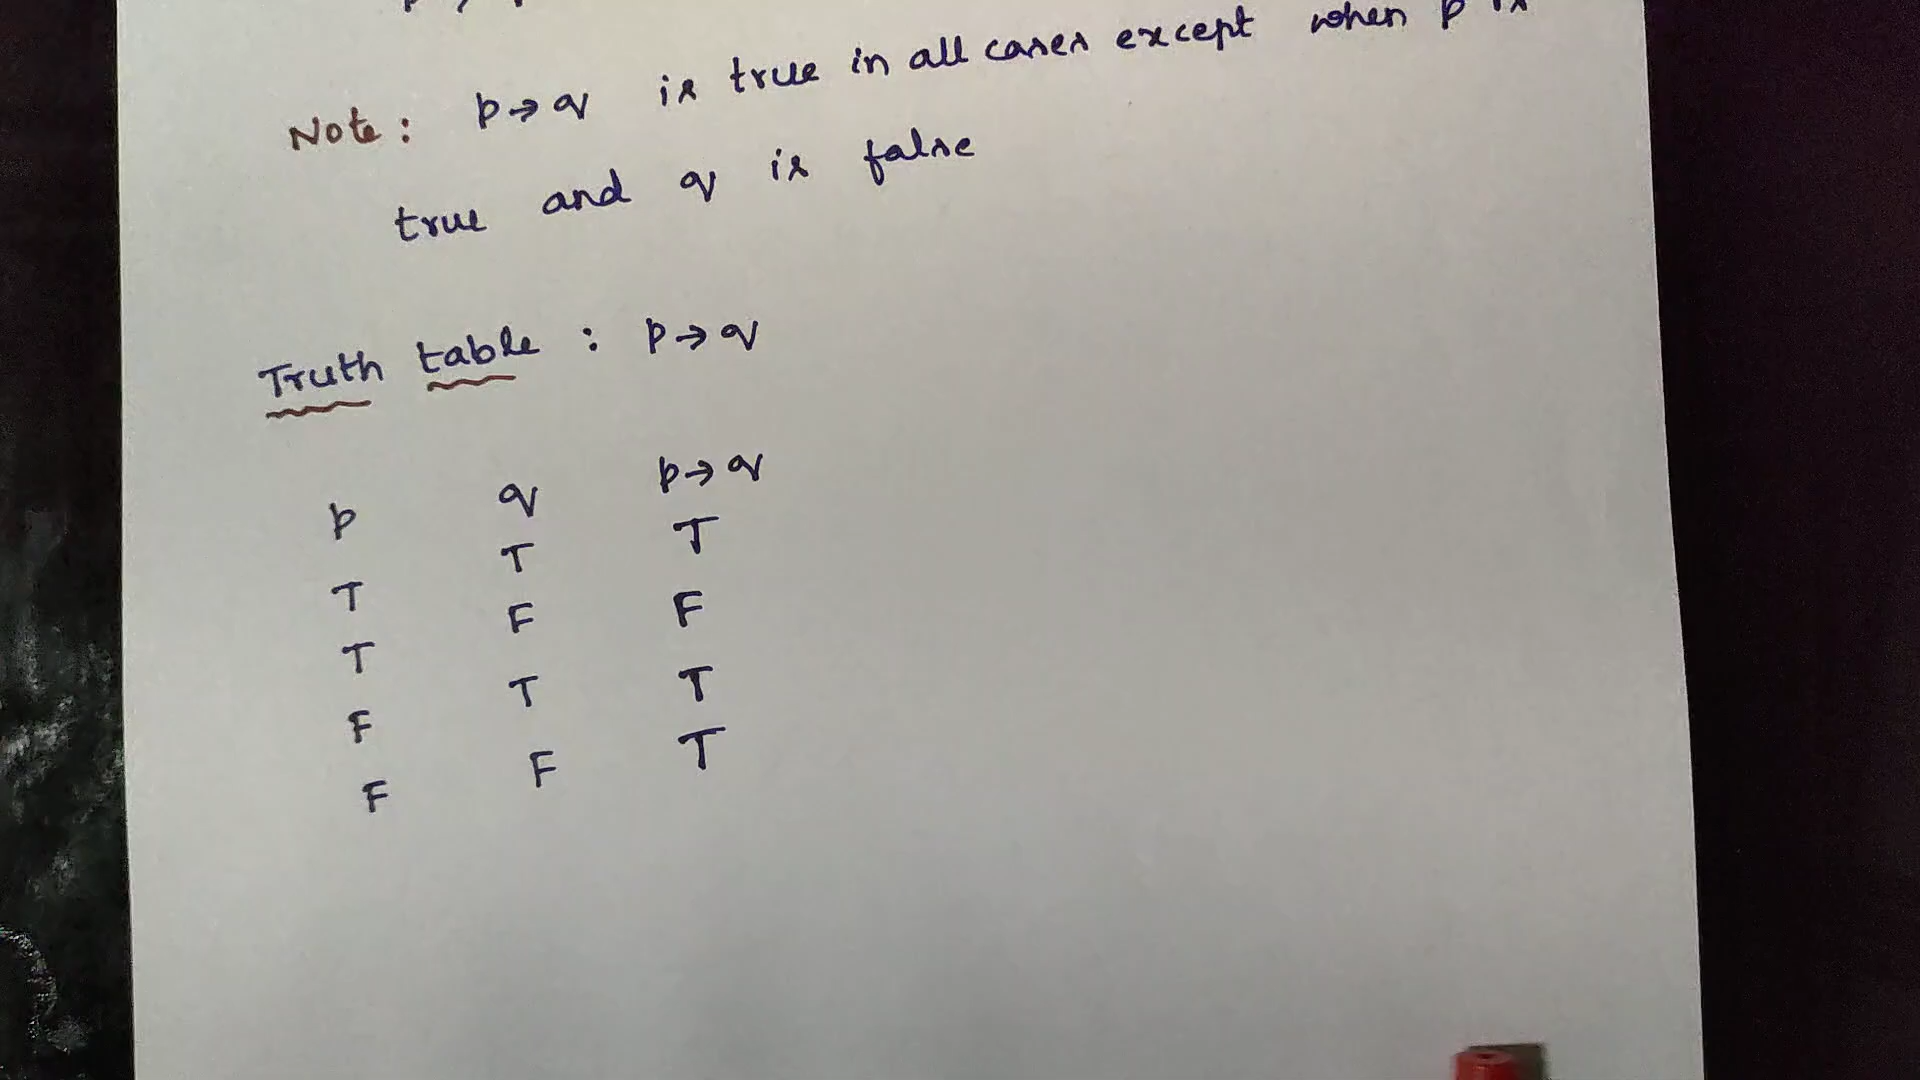 Note: p→q is true in all cases except when p is
true and q is false
Truth table : p→q
p q p→q
T T T
T F F
F T T
F F T